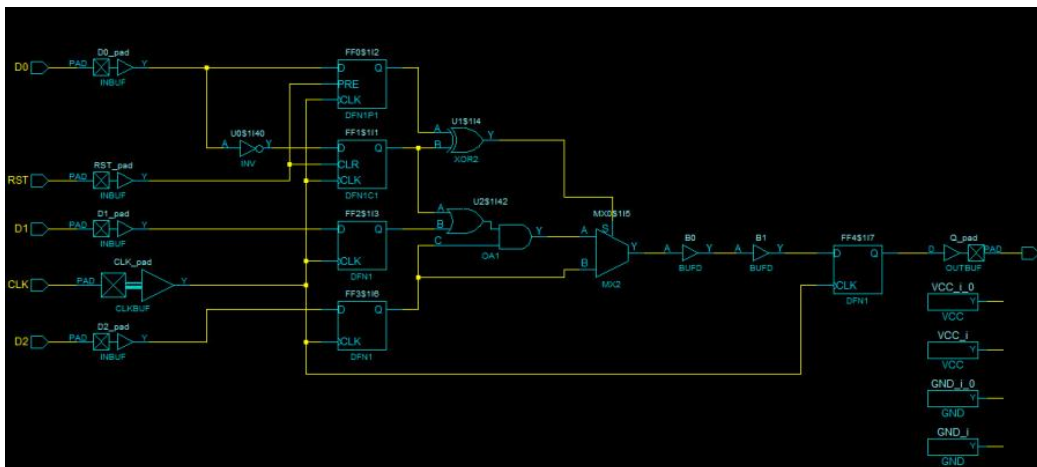 D0 PAD D0_pad Y INBUF
FF0$1I2 D Q PRE CLK DFN1P1
U0$1I40 A Y INV
FF1$1I1 D Q CLR CLK DFN1C1
U1$1I4 A B Y XOR2
RST PAD RST_pad Y INBUF
U2$1I42 A B C Y OA1
D1 PAD D1_pad Y INBUF
FF2$1I3 D Q CLK DFN1
MX0$1I5 S A B Y MX2
B0 A Y BUFD
B1 A Y BUFD
FF4$1I7 D Q CLK DFN1
Q_pad D PAD OUTBUF
CLK PAD CLK_pad Y CLKBUF
FF3$1I6 D Q CLK DFN1
D2 PAD D2_pad Y INBUF
VCC_i_0 Y VCC
VCC_i Y VCC
GND_i_0 Y GND
GND_i Y GND